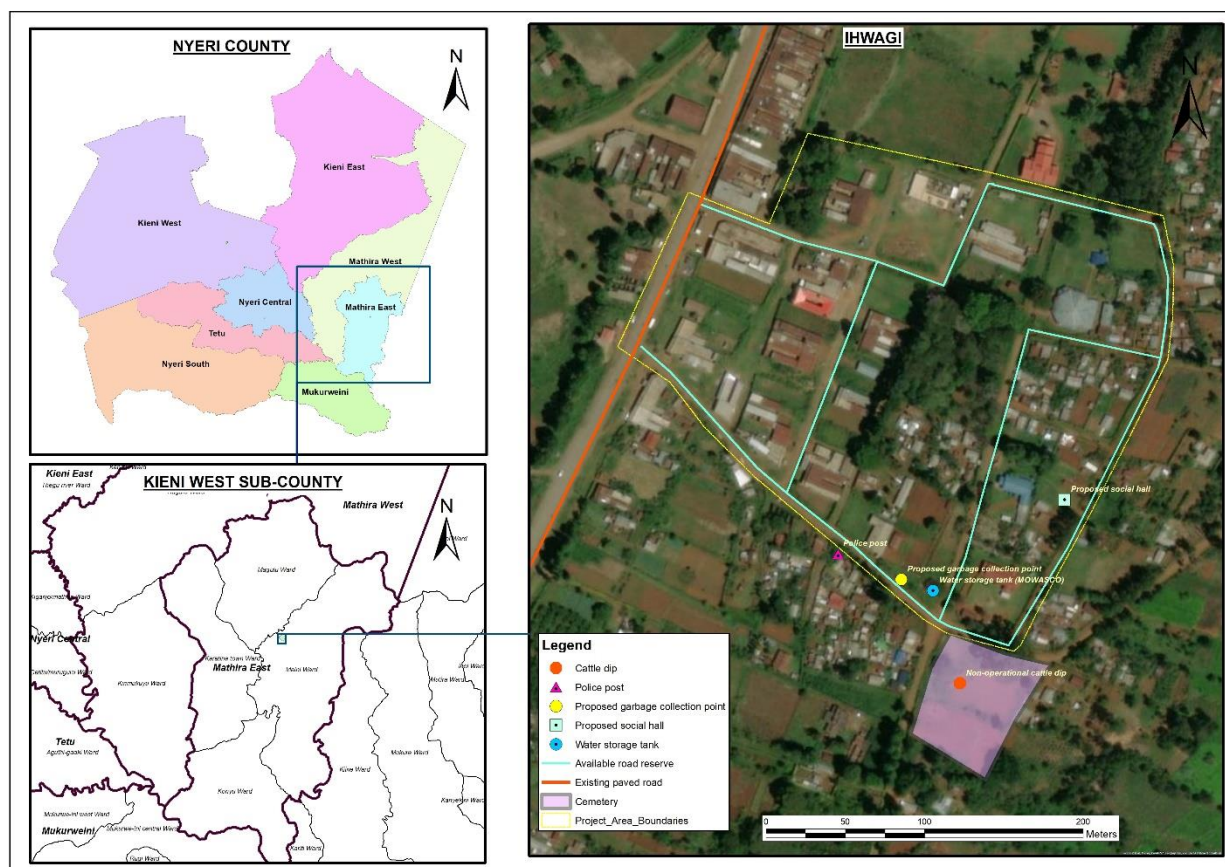 NYERI COUNTY
N
Kieni East
Kieni West
Mathira West
Nyeri Central
Mathira East
Tetu
Nyeri South
Mukurweini
KIENI WEST SUB-COUNTY
Kieni East
Mathira West
N
Nyeri Central
Mathira East
Tetu
Mukurweini
Kirimukuyu Ward
Konyu Ward
IHWAGI
N
Proposed social hall
Police post
Proposed garbage collection point
Water storage tank (MOWASCO)
Non-operational cattle dip
Legend
Cattle dip
Police post
Proposed garbage collection point
Proposed social hall
Water storage tank
Available road reserve
Existing paved road
Cemetery
Project_Area_Boundaries
0 50 100 200
Meters